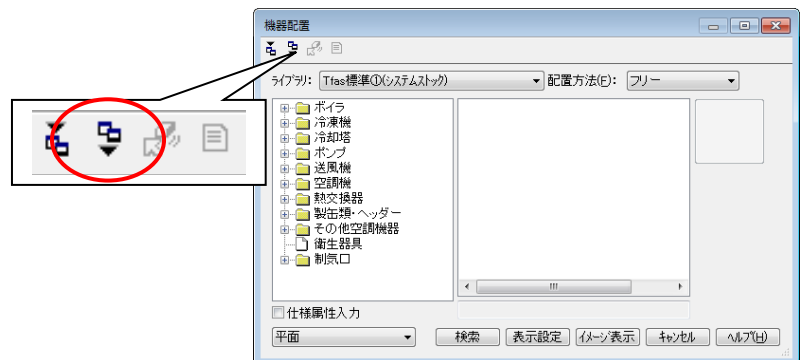 機器配置
ライブラリ: Tfas標準①(システムストック) 配置方法(F): フリー
ボイラ
冷凍機
冷却塔
ポンプ
送風機
空調機
熱交換器
製缶類・ヘッダー
その他空調機器
衛生器具
制気口
仕様属性入力
平面 検索 表示設定 イメージ表示 キャンセル ヘルプ(H)